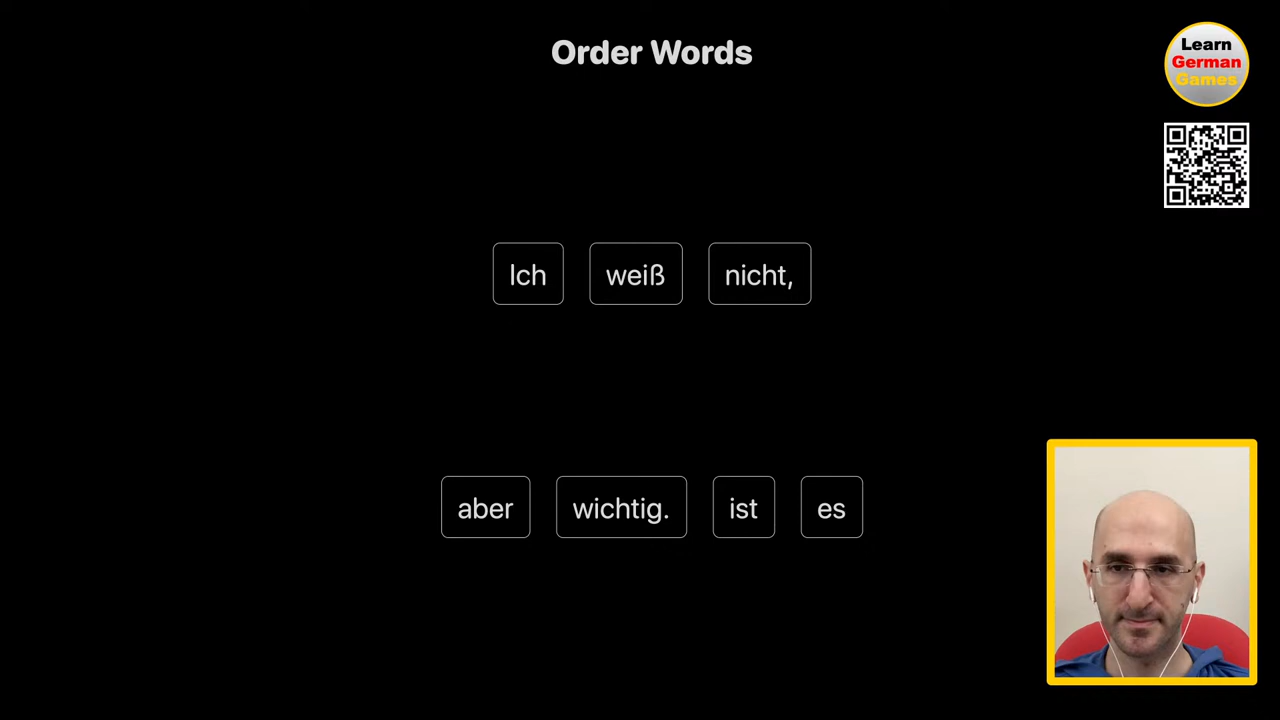 Order Words
Learn
German
Games
Ich weiß nicht,
aber wichtig. ist es